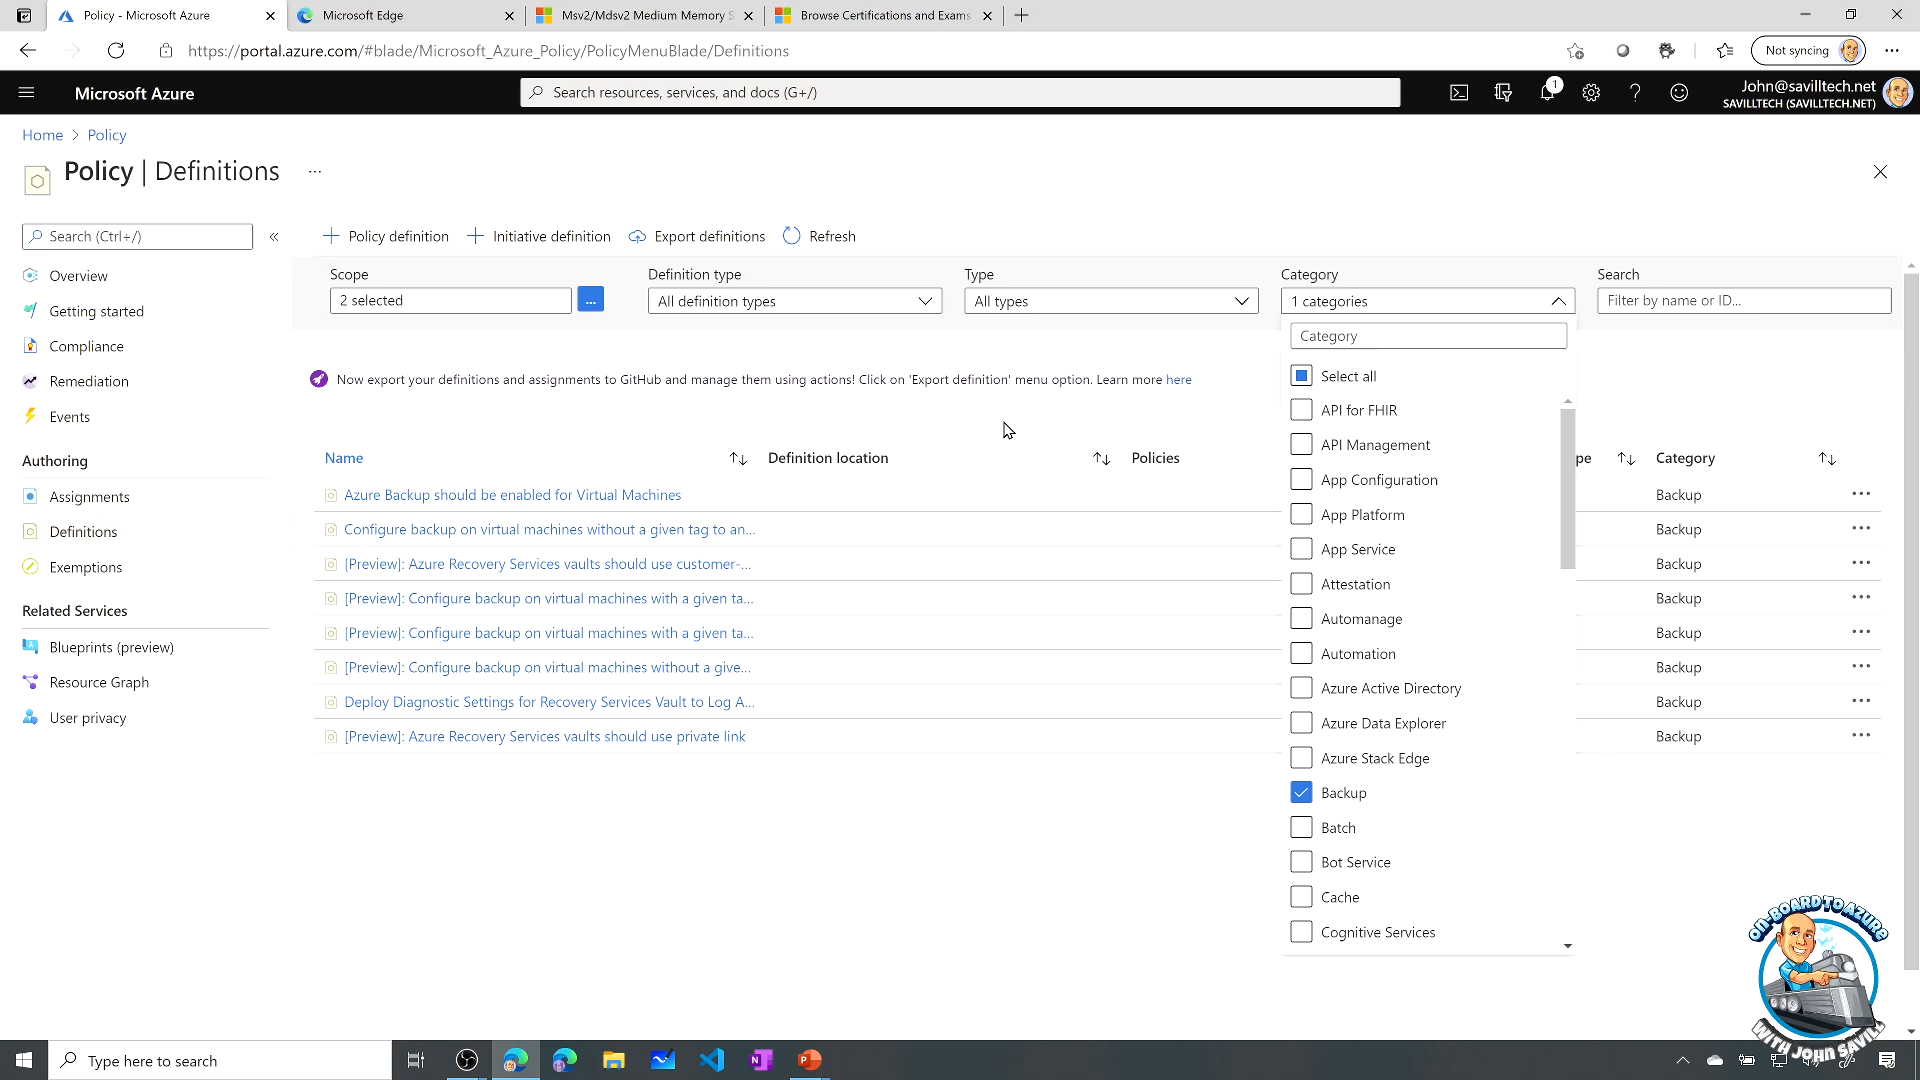 Policy - Microsoft Azure
Microsoft Edge
Msv2/Mdsv2 Medium Memory S
Browse Certifications and Exams
https://portal.azure.com/#blade/Microsoft_Azure_Policy/PolicyMenuBlade/Definitions
Not syncing
Microsoft Azure
Search resources, services, and docs (G+/)
1
John@savilltech.net
SAVILLTECH (SAVILLTECH.NET)
Home > Policy
Policy | Definitions
...
Search (Ctrl+/)
«
Overview
Getting started
Compliance
Remediation
Events
Authoring
Assignments
Definitions
Exemptions
Related Services
Blueprints (preview)
Resource Graph
User privacy
Policy definition
Initiative definition
Export definitions
Refresh
Scope
2 selected
...
Definition type
All definition types
Type
All types
Category
1 categories
Search
Filter by name or ID...
Now export your definitions and assignments to GitHub and manage them using actions! Click on 'Export definition' menu option. Learn more here
Name
Definition location
Policies
pe
Category
Azure Backup should be enabled for Virtual Machines
Backup
Configure backup on virtual machines without a given tag to an...
Backup
[Preview]: Azure Recovery Services vaults should use customer-...
Backup
[Preview]: Configure backup on virtual machines with a given ta...
Backup
[Preview]: Configure backup on virtual machines with a given ta...
Backup
[Preview]: Configure backup on virtual machines without a give...
Backup
Deploy Diagnostic Settings for Recovery Services Vault to Log A...
Backup
[Preview]: Azure Recovery Services vaults should use private link
Backup
Category
Select all
API for FHIR
API Management
App Configuration
App Platform
App Service
Attestation
Automanage
Automation
Azure Active Directory
Azure Data Explorer
Azure Stack Edge
Backup
Batch
Bot Service
Cache
Cognitive Services
ON-BOARD TO AZURE
WITH JOHN SAVILL
Type here to search